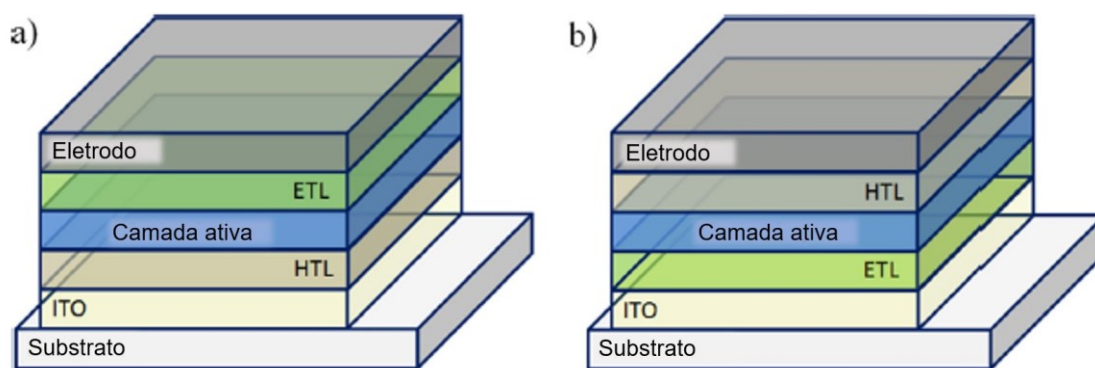 a)
Eletrodo
ETL
Camada ativa
HTL
ITO
Substrato
b)
Eletrodo
HTL
Camada ativa
ETL
ITO
Substrato